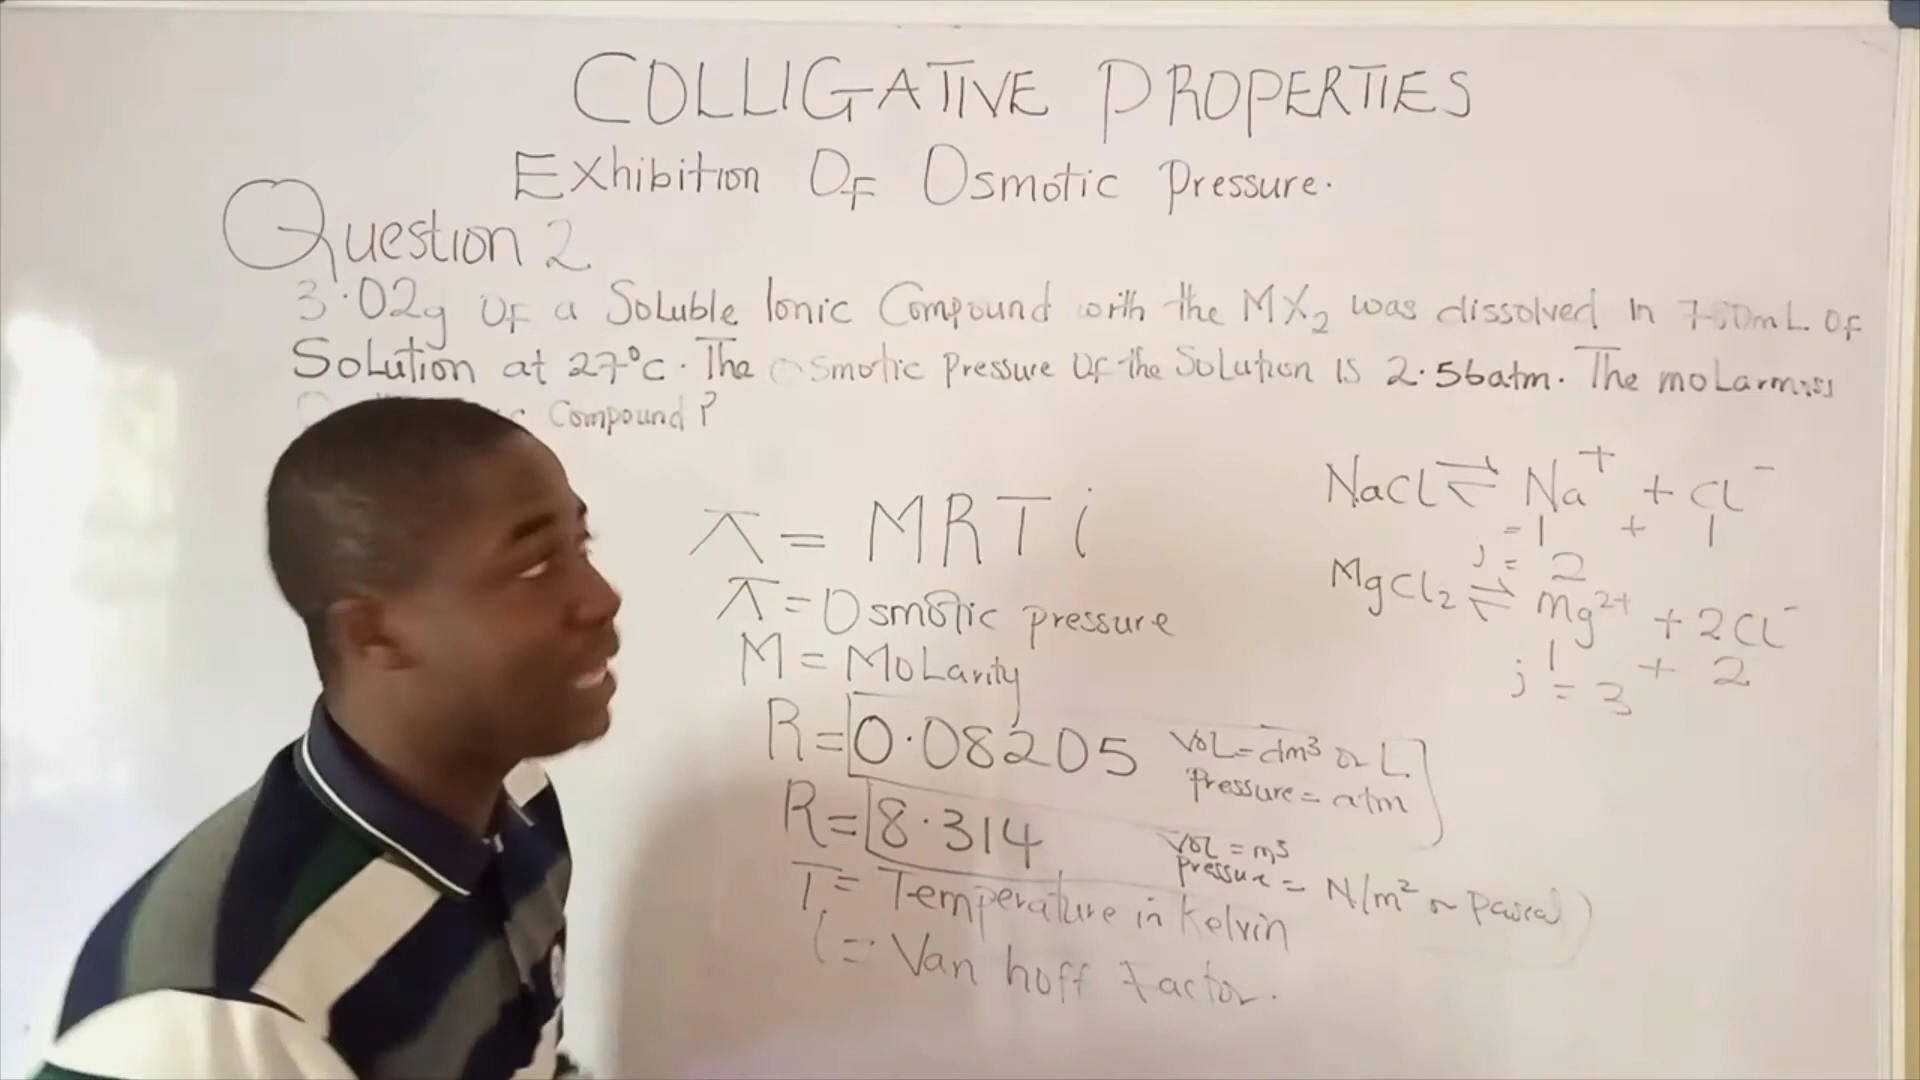 COLLIGATIVE PROPERTIES
Exhibition Of Osmotic Pressure.
Question 2
3.02g Of a Soluble Ionic Compound with the MX₂ was dissolved In mL Of
Solution at 27°C. The Osmotic Pressure Of the Solution Is 2.56atm. The molarmass
Compound?
π = MRTi
π = Osmotic pressure
M = Molarity
R = 0.08205 Vol = dm³ or L
Pressure = atm
R = 8.314 Vol = m³
Pressure = N/m² or Pascal)
T = Temperature in Kelvin
i = Van hoff Factor.
NaCl ⇌ Na⁺ + Cl⁻
= 1 + 1
i = 2
MgCl₂ ⇌ Mg²⁺ + 2Cl⁻
1 + 2
i = 3